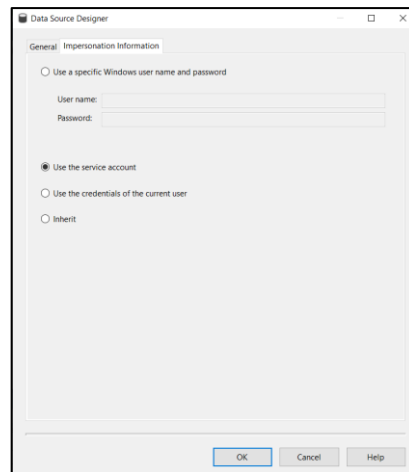 Data Source Designer
General Impersonation Information
Use a specific Windows user name and password
User name:
Password:
Use the service account
Use the credentials of the current user
Inherit
OK Cancel Help